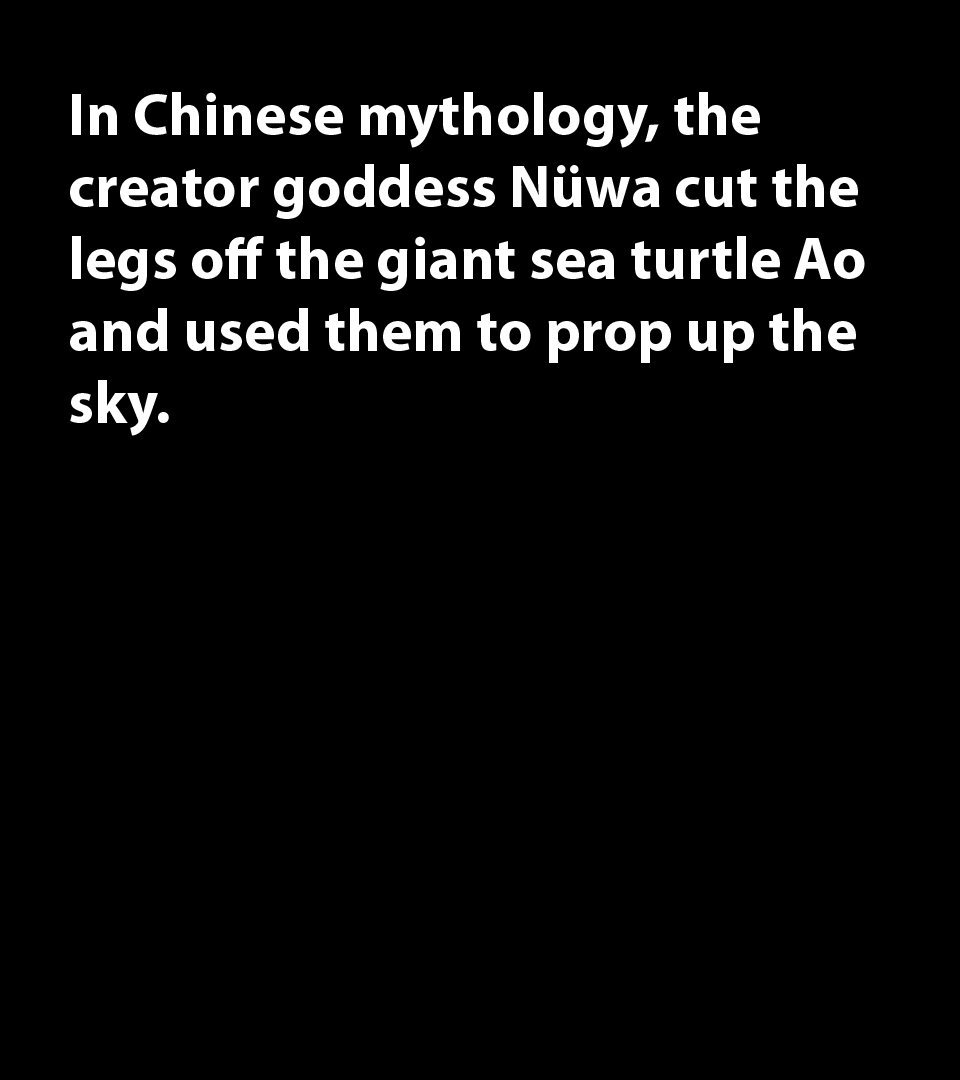 In Chinese mythology, the
creator goddess Nüwa cut the
legs off the giant sea turtle Ao
and used them to prop up the
sky.